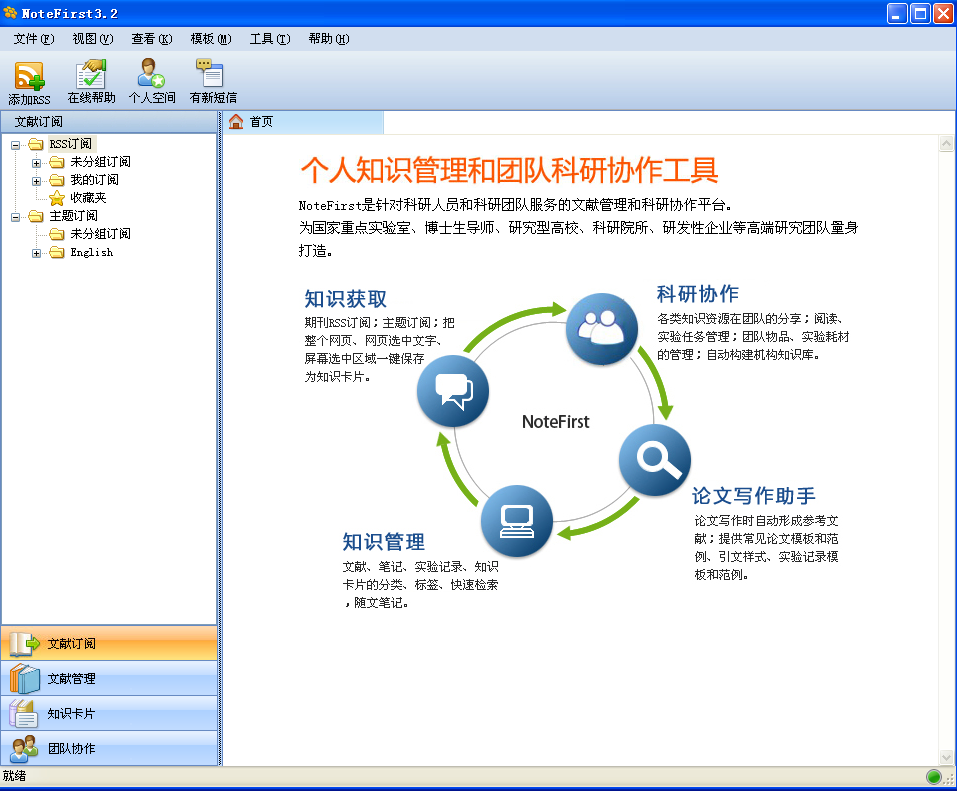 NoteFirst3.2
文件(F) 视图(V) 查看(K) 模板(M) 工具(T) 帮助(H)
添加RSS 在线帮助 个人空间 有新短信
文献订阅
首页
RSS订阅
未分组订阅
我的订阅
收藏夹
主题订阅
未分组订阅
English
个人知识管理和团队科研协作工具
NoteFirst是针对科研人员和科研团队服务的文献管理和科研协作平台。
为国家重点实验室、博士生导师、研究型高校、科研院所、研发性企业等高端研究团队量身
打造。
知识获取
期刊RSS订阅；主题订阅；把
整个网页、网页选中文字、
屏幕选中区域一键保存
为知识卡片。
科研协作
各类知识资源在团队的分享；阅读、
实验任务管理；团队物品、实验耗材
的管理；自动构建机构知识库。
NoteFirst
论文写作助手
论文写作时自动形成参考文
献；提供常见论文模板和范
例、引文样式、实验记录模
板和范例。
知识管理
文献、笔记、实验记录、知识
卡片的分类、标签、快速检索
，随文笔记。
文献订阅
文献管理
知识卡片
团队协作
就绪